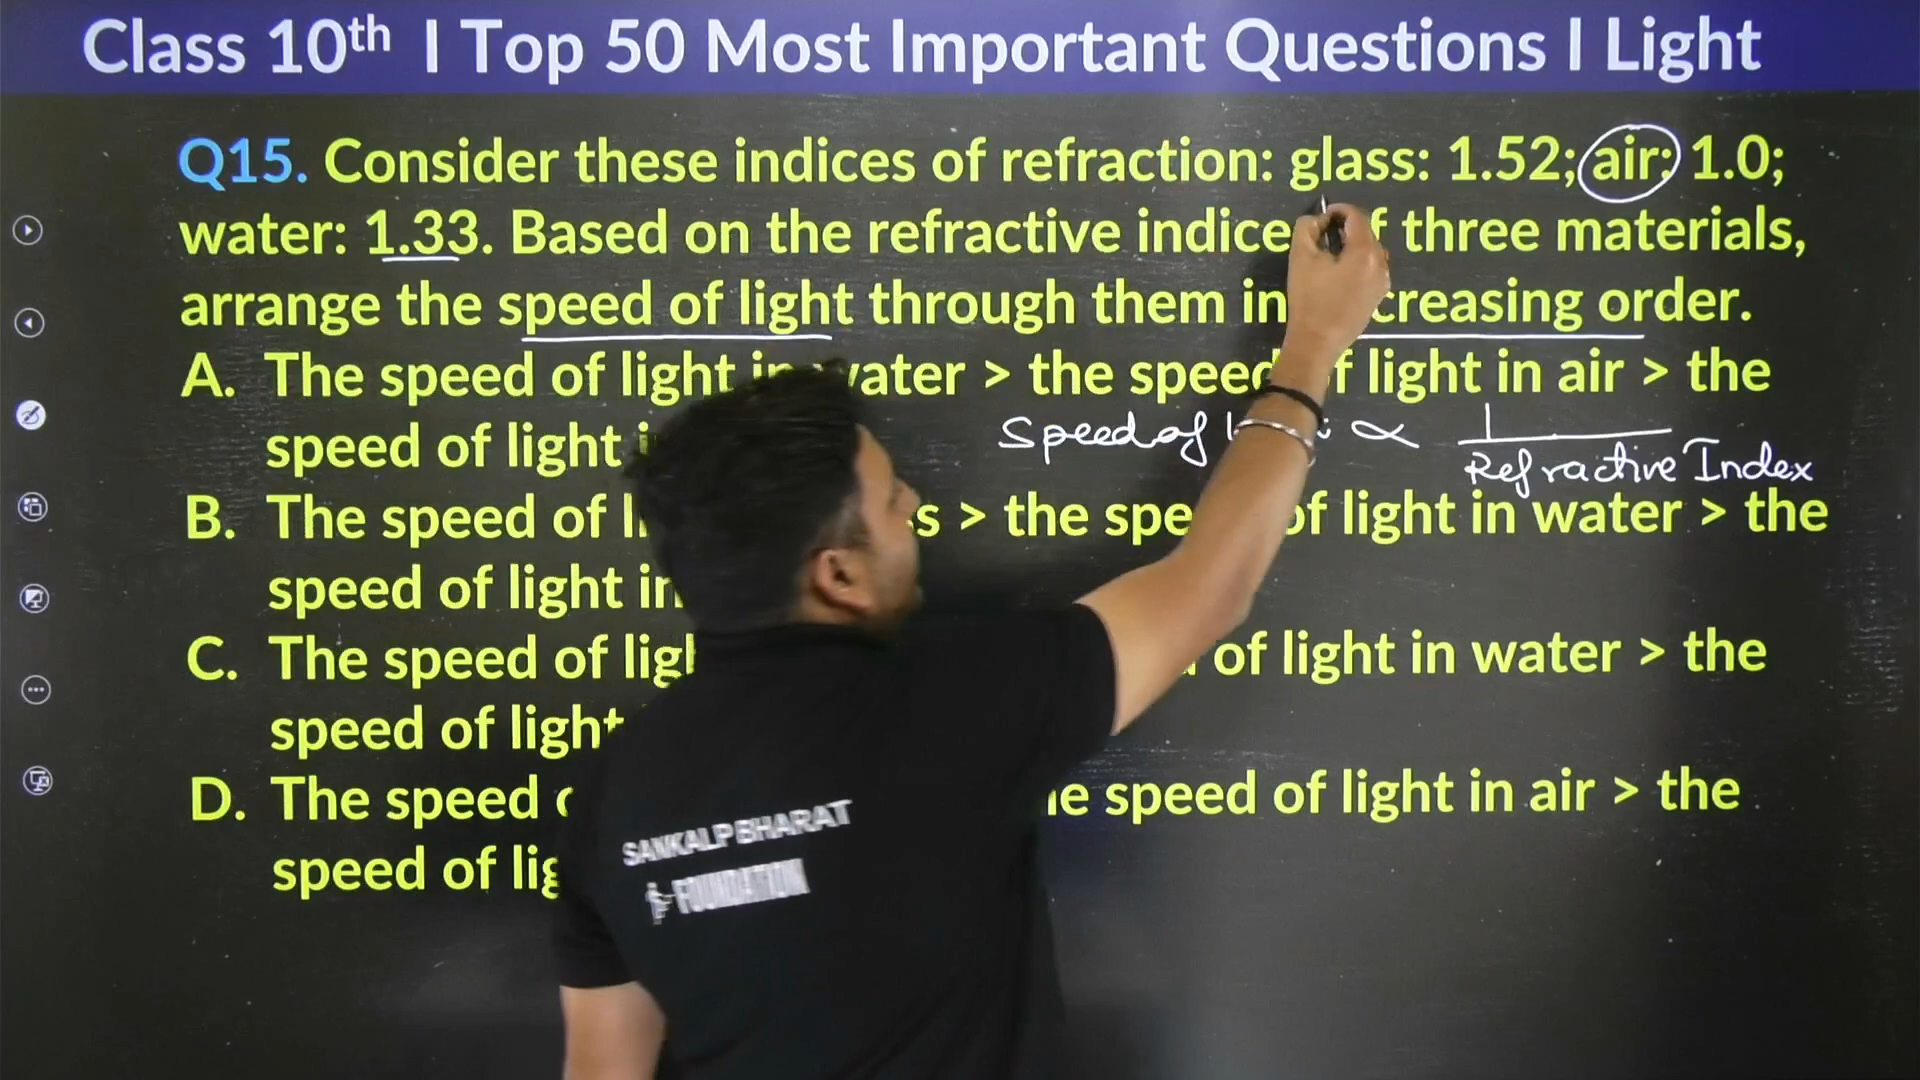 Class 10th I Top 50 Most Important Questions I Light
Q15. Consider these indices of refraction: glass: 1.52; air: 1.0;
water: 1.33. Based on the refractive indice f three materials,
arrange the speed of light through them in creasing order.
A. The speed of light in water > the speed of light in air > the
speed of light
Speed of ∝ 1
Refractive Index
B. The speed of s > the spe of light in water > the
speed of light in
C. The speed of light of light in water > the
speed of light
D. The speed the speed of light in air > the
speed of lig
SANKALP BHARAT
FOUNDATION